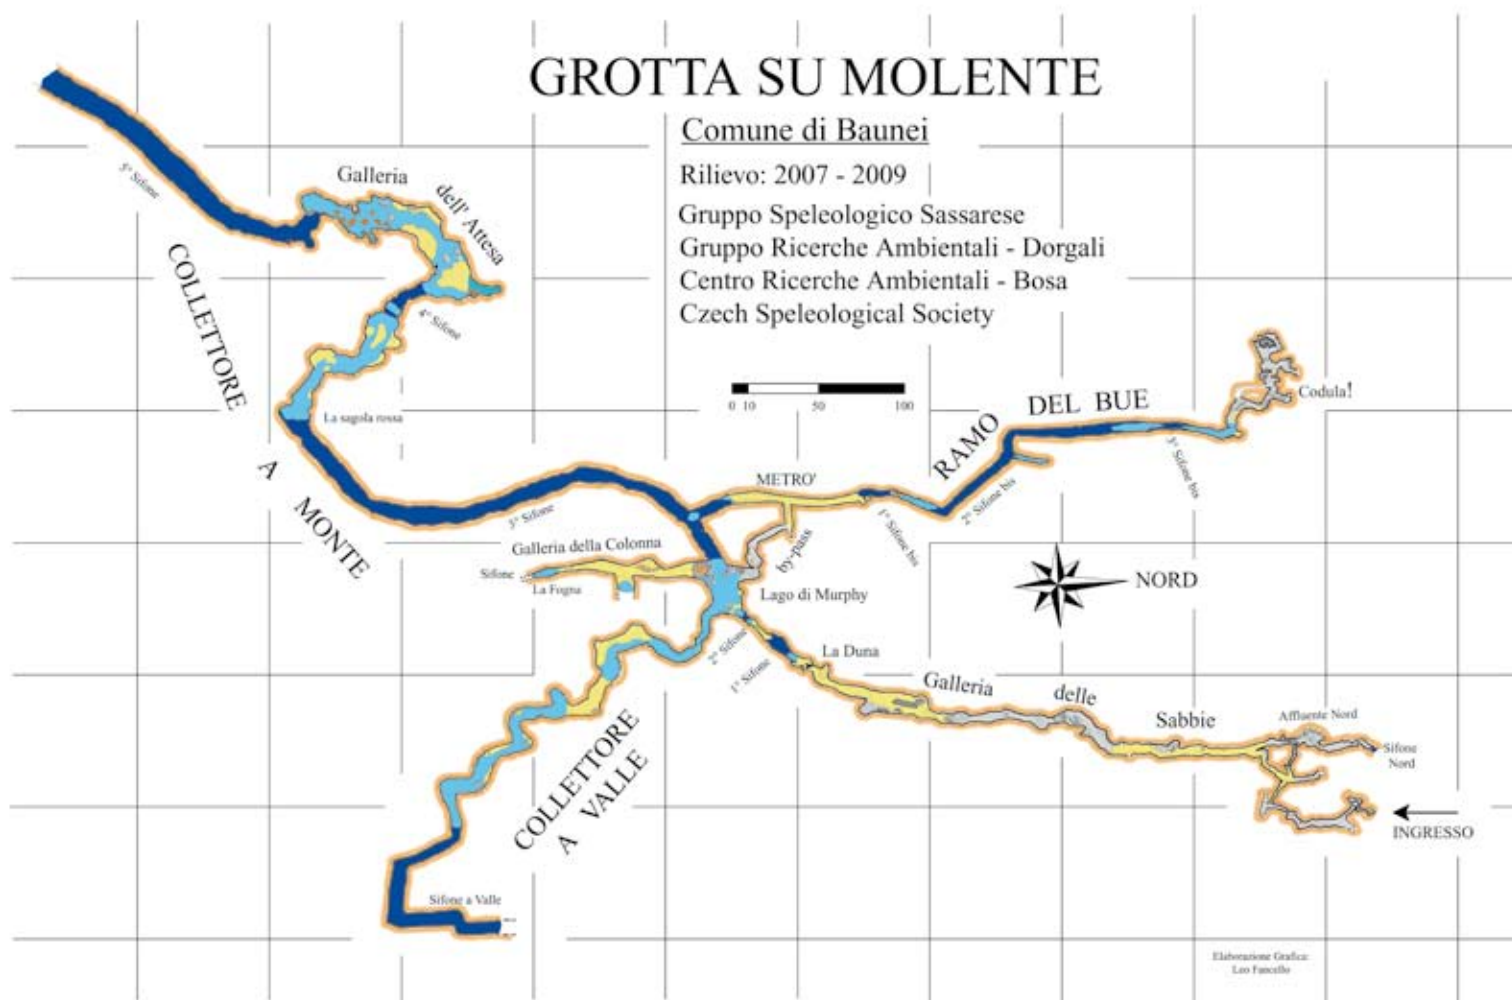 GROTTA SU MOLENTE
Comune di Baunei
Rilievo: 2007 - 2009
Gruppo Speleologico Sassarese
Gruppo Ricerche Ambientali - Dorgali
Centro Ricerche Ambientali - Bosa
Czech Speleological Society
0 10 50 100
5° Sifone
Galleria
dell' Attesa
COLLETTORE
A
MONTE
4° Sifone
La sagola rossa
3° Sifone
METRO'
RAMO
DEL BUE
Codula!
3° Sifone bis
2° Sifone bis
1° Sifone bis
by-pass
Galleria della Colonna
Sifone
La Fogna
Lago di Murphy
NORD
2° Sifone
1° Sifone
La Duna
Galleria
delle
Sabbie
Affluente Nord
Sifone
Nord
INGRESSO
COLLETTORE
A VALLE
Sifone a Valle
Elaborazione Grafica:
Leo Fancello